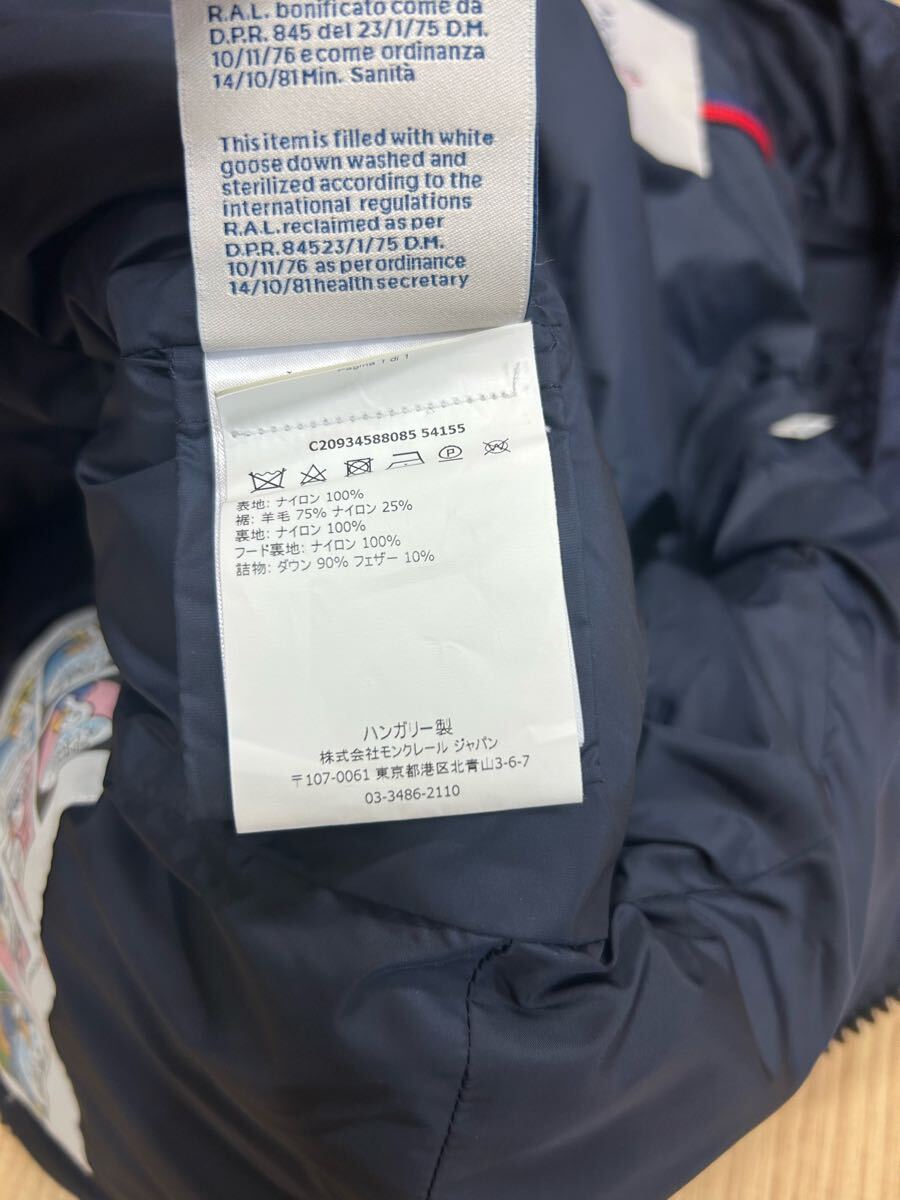 R.A.L. bonificato come da
D.P.R. 845 del 23/1/75 D.M.
10/11/76 e come ordinanza
14/10/81 Min. Sanità
This item is filled with white
goose down washed and
sterilized according to the
international regulations
R.A.L. reclaimed as per
D.P.R. 84523/1/75 D.M.
10/11/76 as per ordinance
14/10/81 health secretary
Pagina 1 di 1
C20934588085 54155
P
表地: ナイロン 100%
裾: 羊毛 75% ナイロン 25%
裏地: ナイロン 100%
フード裏地: ナイロン 100%
詰物: ダウン 90% フェザー 10%
ハンガリー製
株式会社モンクレール ジャパン
〒107-0061 東京都港区北青山3-6-7
03-3486-2110